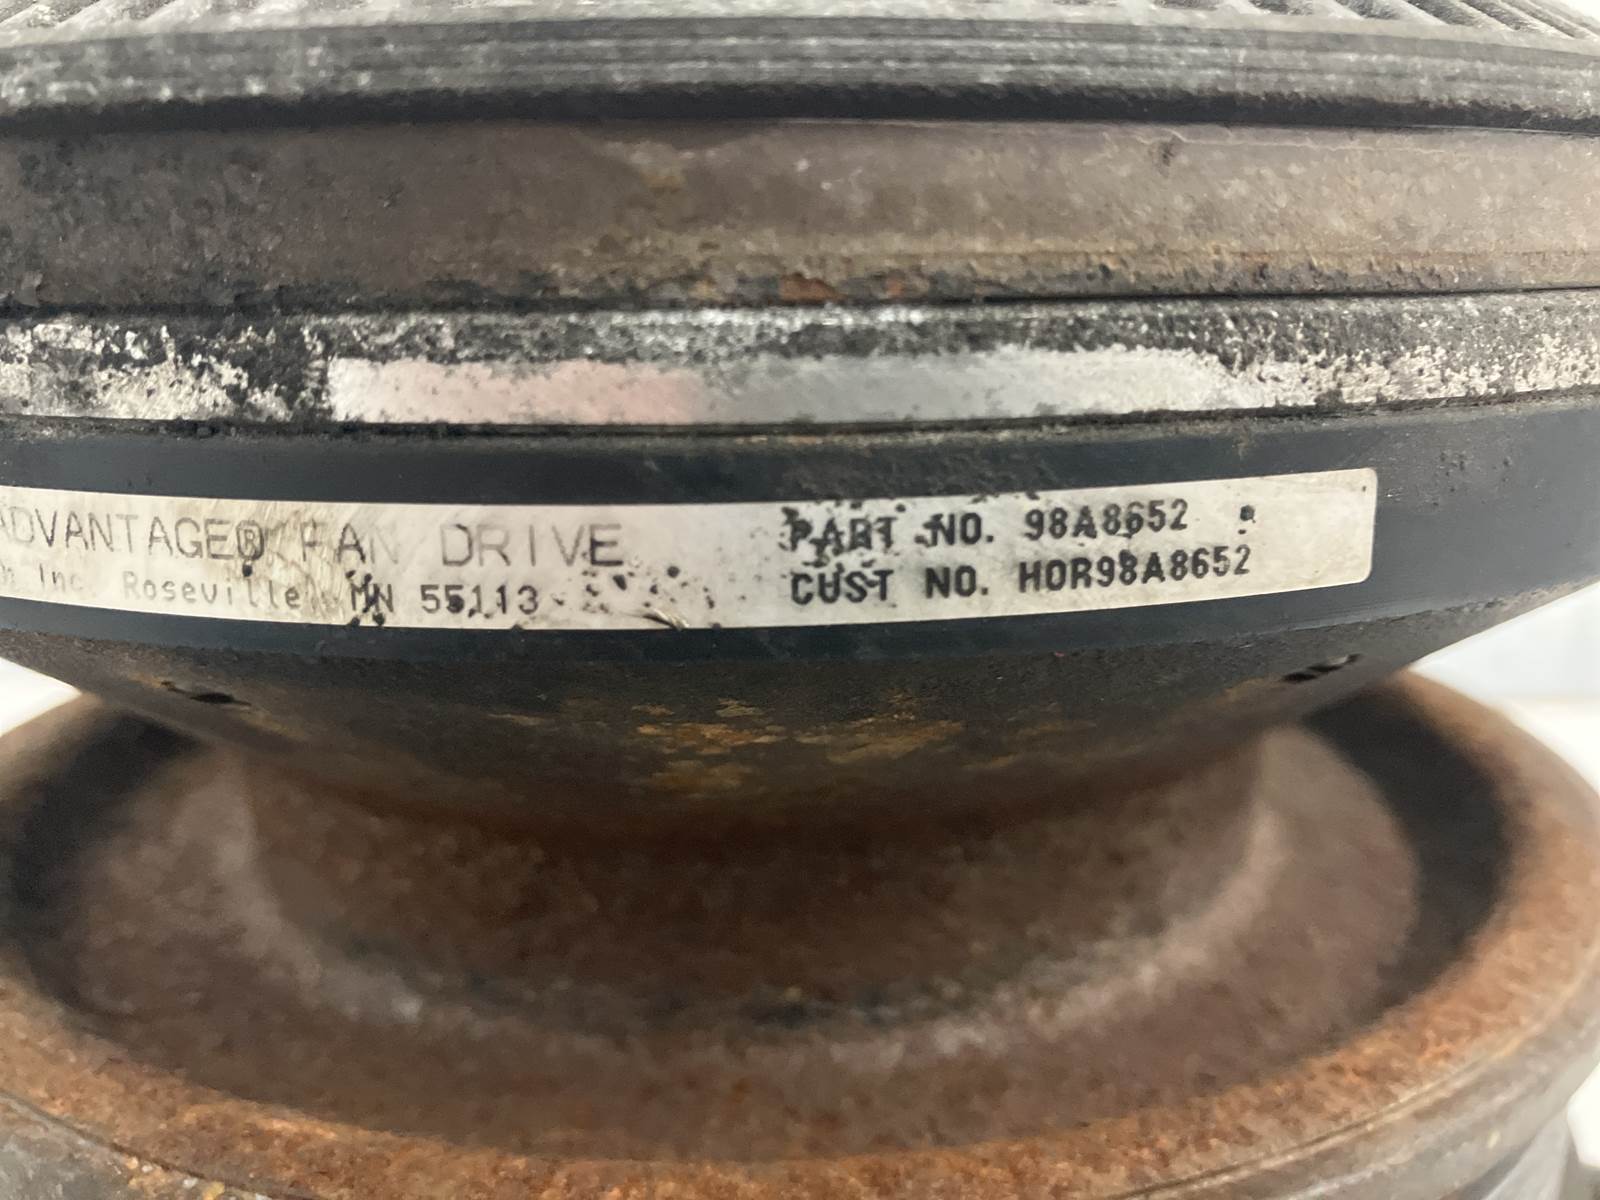 ADVANTAGE® FAN DRIVE
h Inc. Roseville, MN 55113
PART NO. 98A8652
CUST NO. HOR98A8652